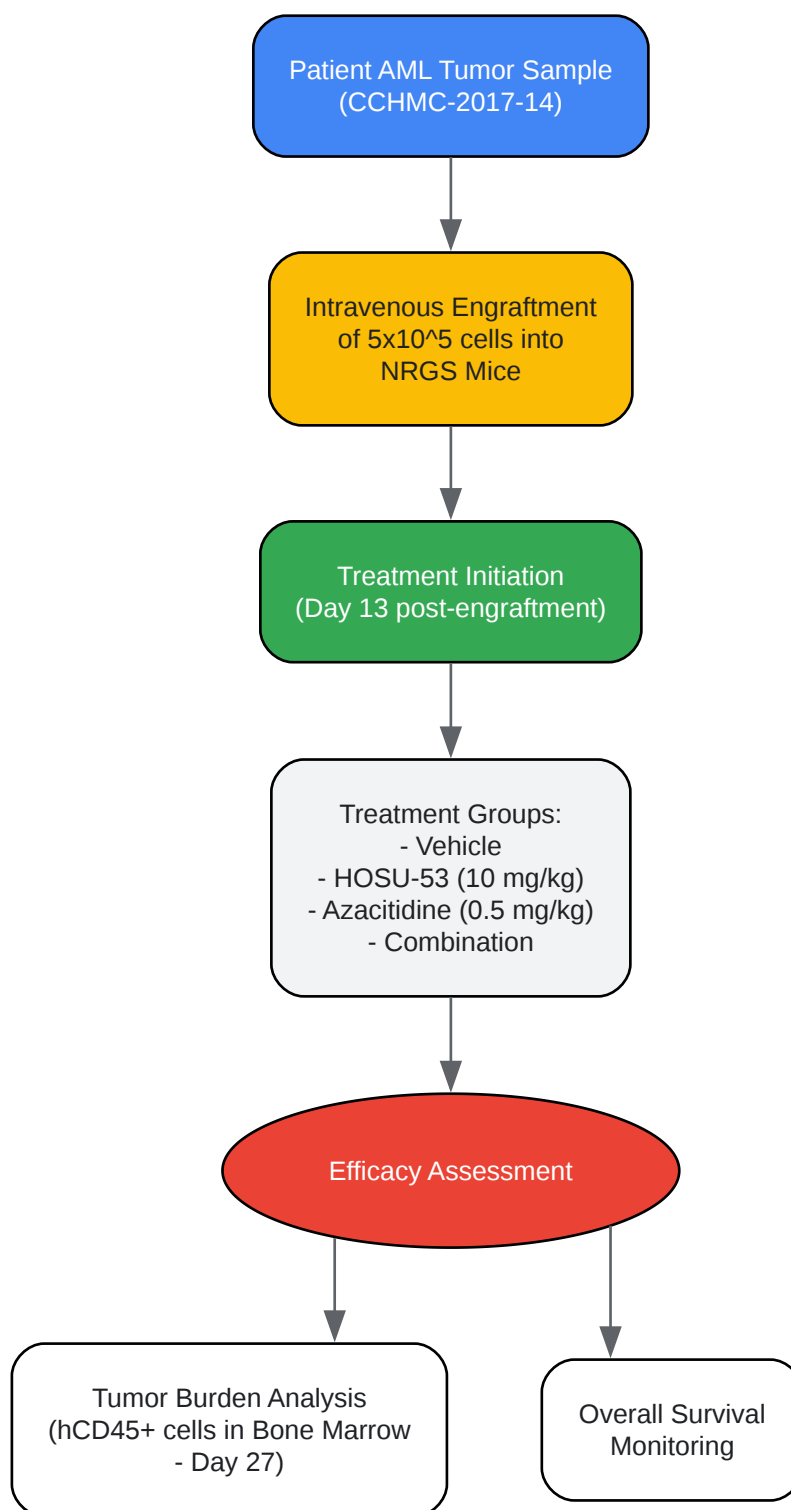 Patient AML Tumor Sample
(CCHMC-2017-14)
Intravenous Engraftment
of 5x10^5 cells into
NRGS Mice
Treatment Initiation
(Day 13 post-engraftment)
Treatment Groups:
- Vehicle
- HOSU-53 (10 mg/kg)
- Azacitidine (0.5 mg/kg)
- Combination
Efficacy Assessment
Tumor Burden Analysis
(hCD45+ cells in Bone Marrow
- Day 27)
Overall Survival
Monitoring